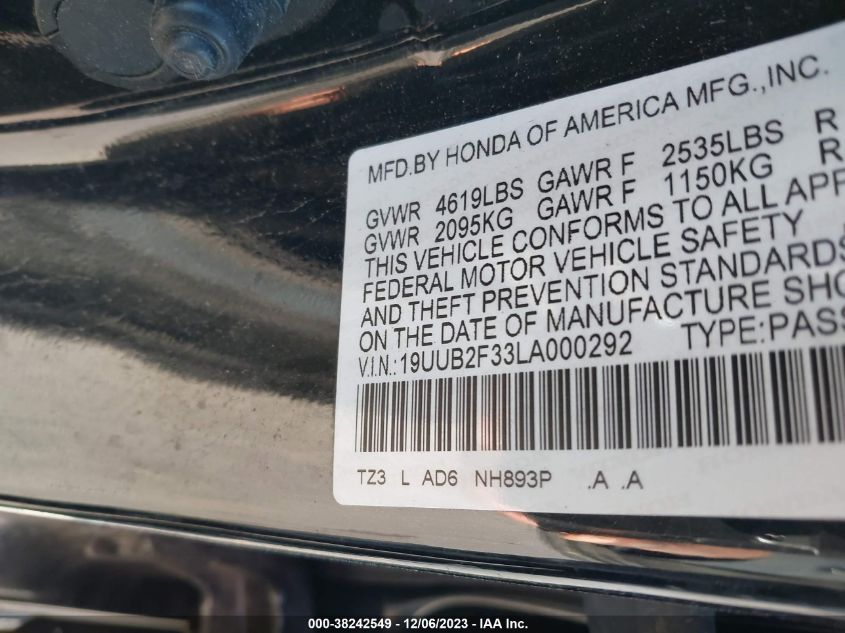 MFD.BY HONDA OF AMERICA MFG.,INC.
GVWR 4619LBS GAWR F 2535LBS R
GVWR 2095KG GAWR F 1150KG R
THIS VEHICLE CONFORMS TO ALL APP
FEDERAL MOTOR VEHICLE SAFETY
AND THEFT PREVENTION STANDARDS
ON THE DATE OF MANUFACTURE SHO
V.I.N.:19UUB2F33LA000292 TYPE:PASS
TZ3 L AD6 NH893P .A .A
000-38242549 - 12/06/2023 - IAA Inc.